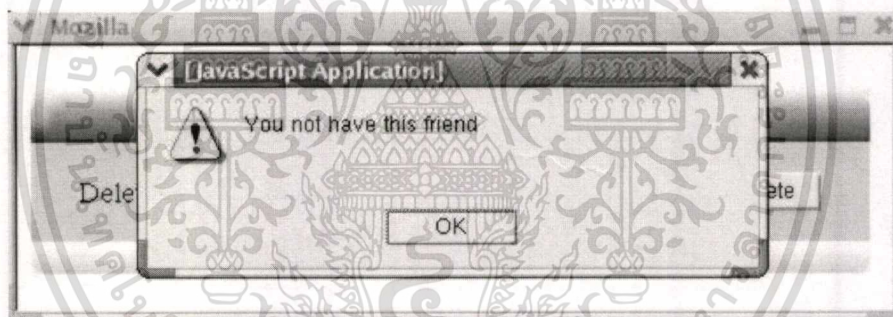 Mozilla
[JavaScript Application]
You not have this friend
Dele
ete
OK